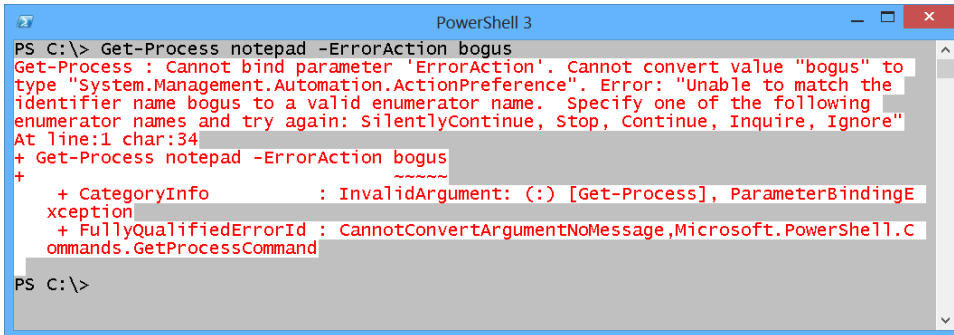 PowerShell 3
PS C:\> Get-Process notepad -ErrorAction bogus
Get-Process : Cannot bind parameter 'ErrorAction'. Cannot convert value "bogus" to
type "System.Management.Automation.ActionPreference". Error: "Unable to match the
identifier name bogus to a valid enumerator name.  Specify one of the following
enumerator names and try again: SilentlyContinue, Stop, Continue, Inquire, Ignore"
At line:1 char:34
+ Get-Process notepad -ErrorAction bogus
+                                  ~~~~~
    + CategoryInfo          : InvalidArgument: (:) [Get-Process], ParameterBindingE
   xception
    + FullyQualifiedErrorId : CannotConvertArgumentNoMessage,Microsoft.PowerShell.C
   ommands.GetProcessCommand
PS C:\>